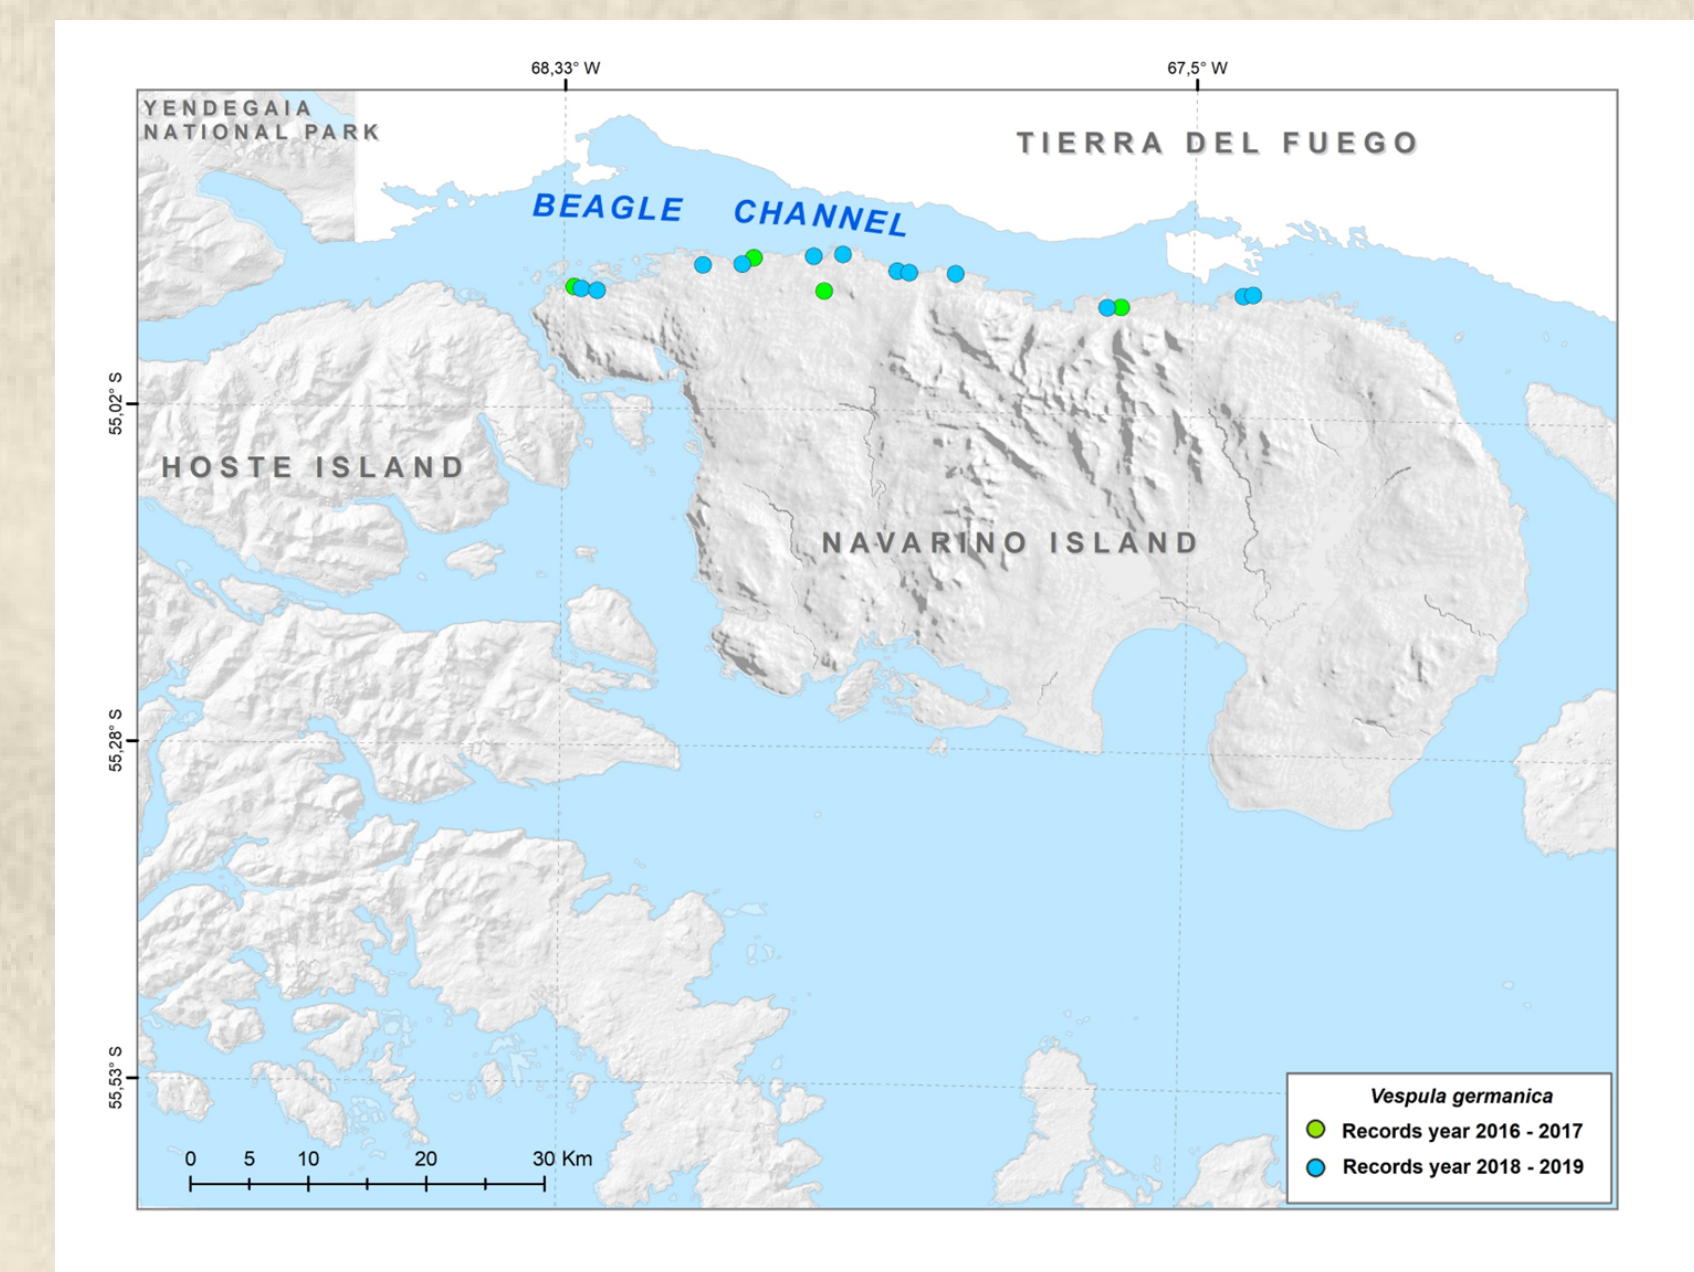 68,33° W
67,5° W
YENDEGAIA
NATIONAL PARK
TIERRA DEL FUEGO
BEAGLE CHANNEL
55,02° S
HOSTE ISLAND
NAVARINO ISLAND
55,28° S
55,53° S
Vespula germanica
Records year 2016 - 2017
Records year 2018 - 2019
0 5 10 20 30 Km